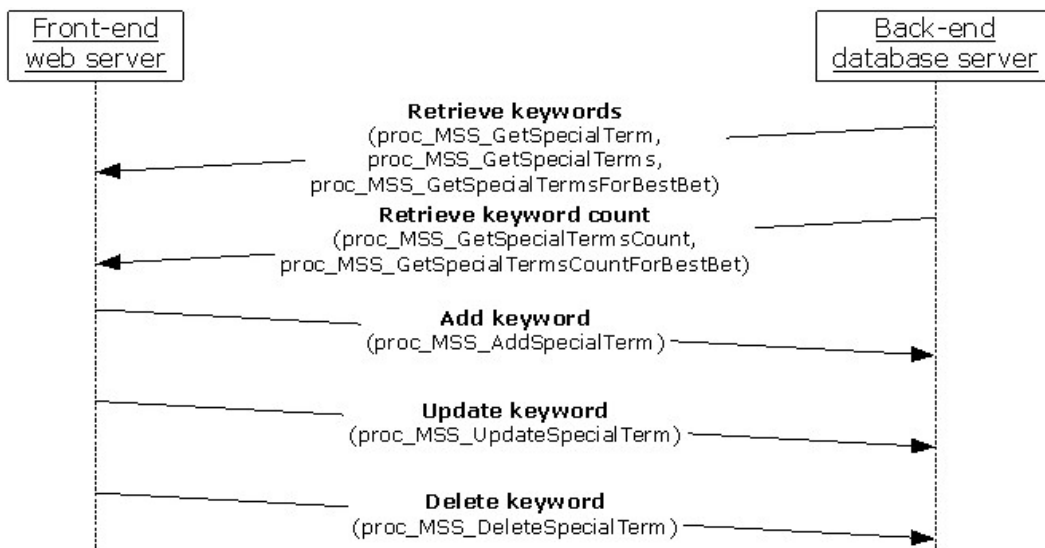 Front-end
web server
Back-end
database server
Retrieve keywords
(proc_MSS_GetSpecialTerm,
proc_MSS_GetSpecialTerms,
proc_MSS_GetSpecialTermsForBestBet)
Retrieve keyword count
(proc_MSS_GetSpecialTermsCount,
proc_MSS_GetSpecialTermsCountForBestBet)
Add keyword
(proc_MSS_AddSpecialTerm)
Update keyword
(proc_MSS_UpdateSpecialTerm)
Delete keyword
(proc_MSS_DeleteSpecialTerm)